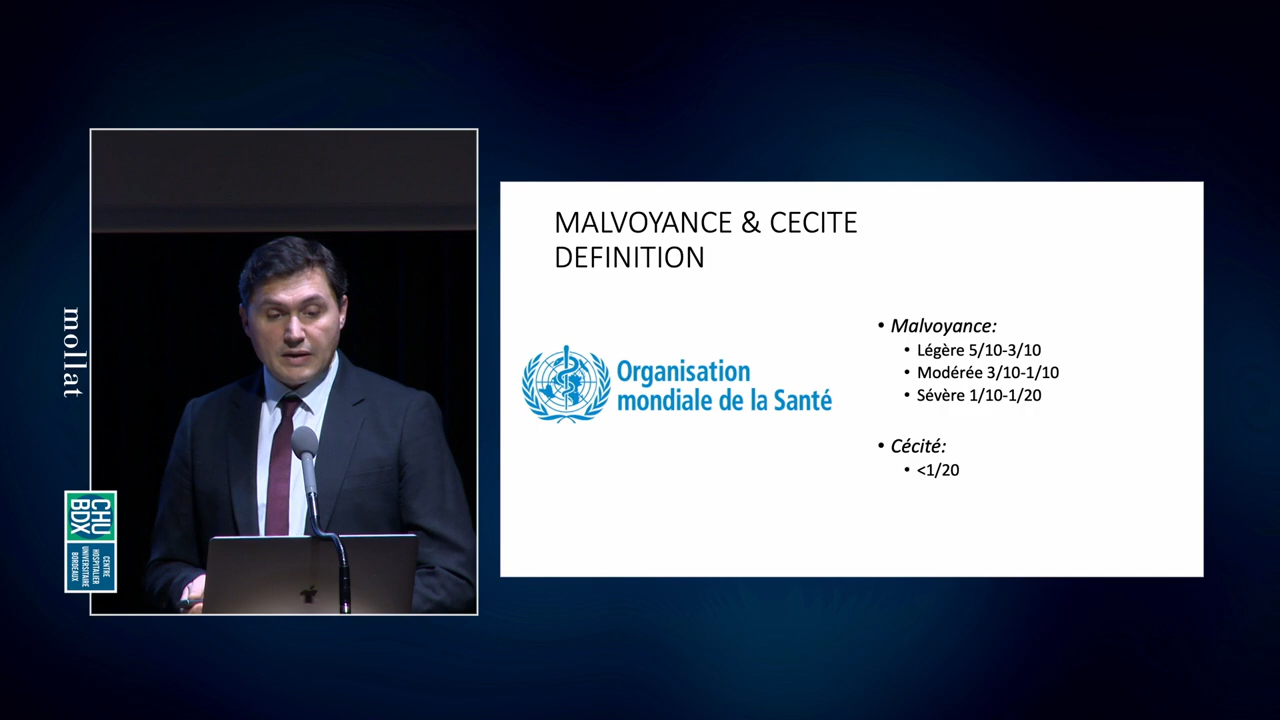 mollat
CHU
BDX
CENTRE
HOSPITALIER
UNIVERSITAIRE
BORDEAUX
MALVOYANCE & CECITE
DEFINITION
Organisation
mondiale de la Santé
• Malvoyance:
• Légère 5/10-3/10
• Modérée 3/10-1/10
• Sévère 1/10-1/20
• Cécité:
• <1/20